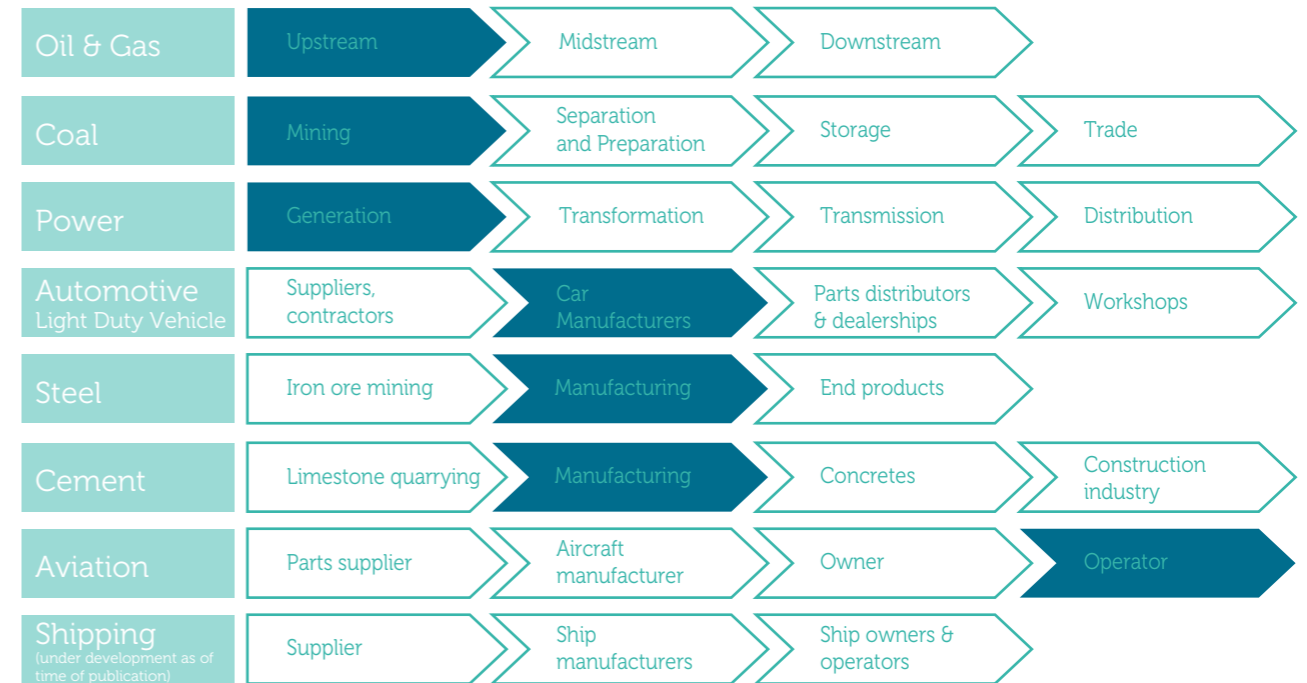 Oil & Gas
Upstream
Midstream
Downstream
Coal
Mining
Separation
and Preparation
Storage
Trade
Power
Generation
Transformation
Transmission
Distribution
Automotive
Light Duty Vehicle
Suppliers,
contractors
Car
Manufacturers
Parts distributors
& dealerships
Workshops
Steel
Iron ore mining
Manufacturing
End products
Cement
Limestone quarrying
Manufacturing
Concretes
Construction
industry
Aviation
Parts supplier
Aircraft
manufacturer
Owner
Operator
Shipping
(under development as of
time of publication)
Supplier
Ship
manufacturers
Ship owners &
operators